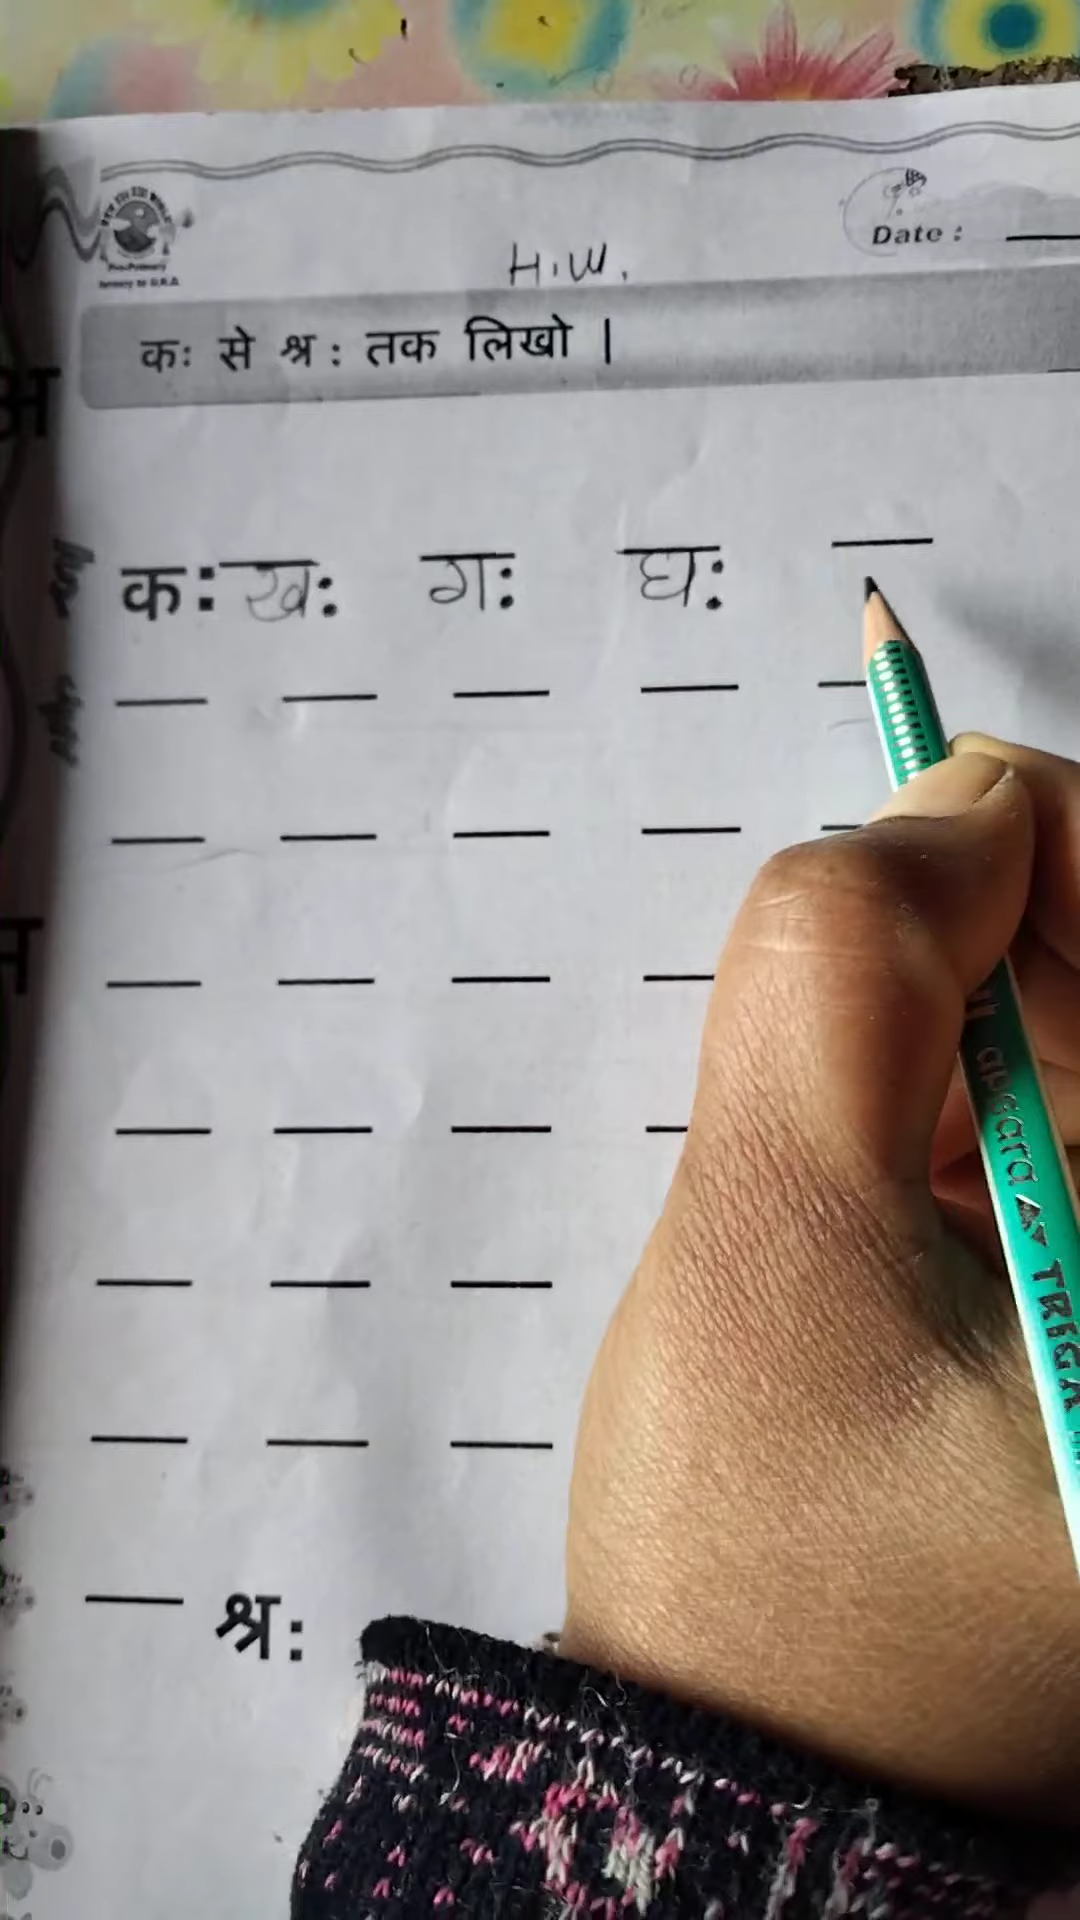 Date :
H.W.
कः से श्र : तक लिखो |
कः खः गः घः
श्रः
apsara TRIGA